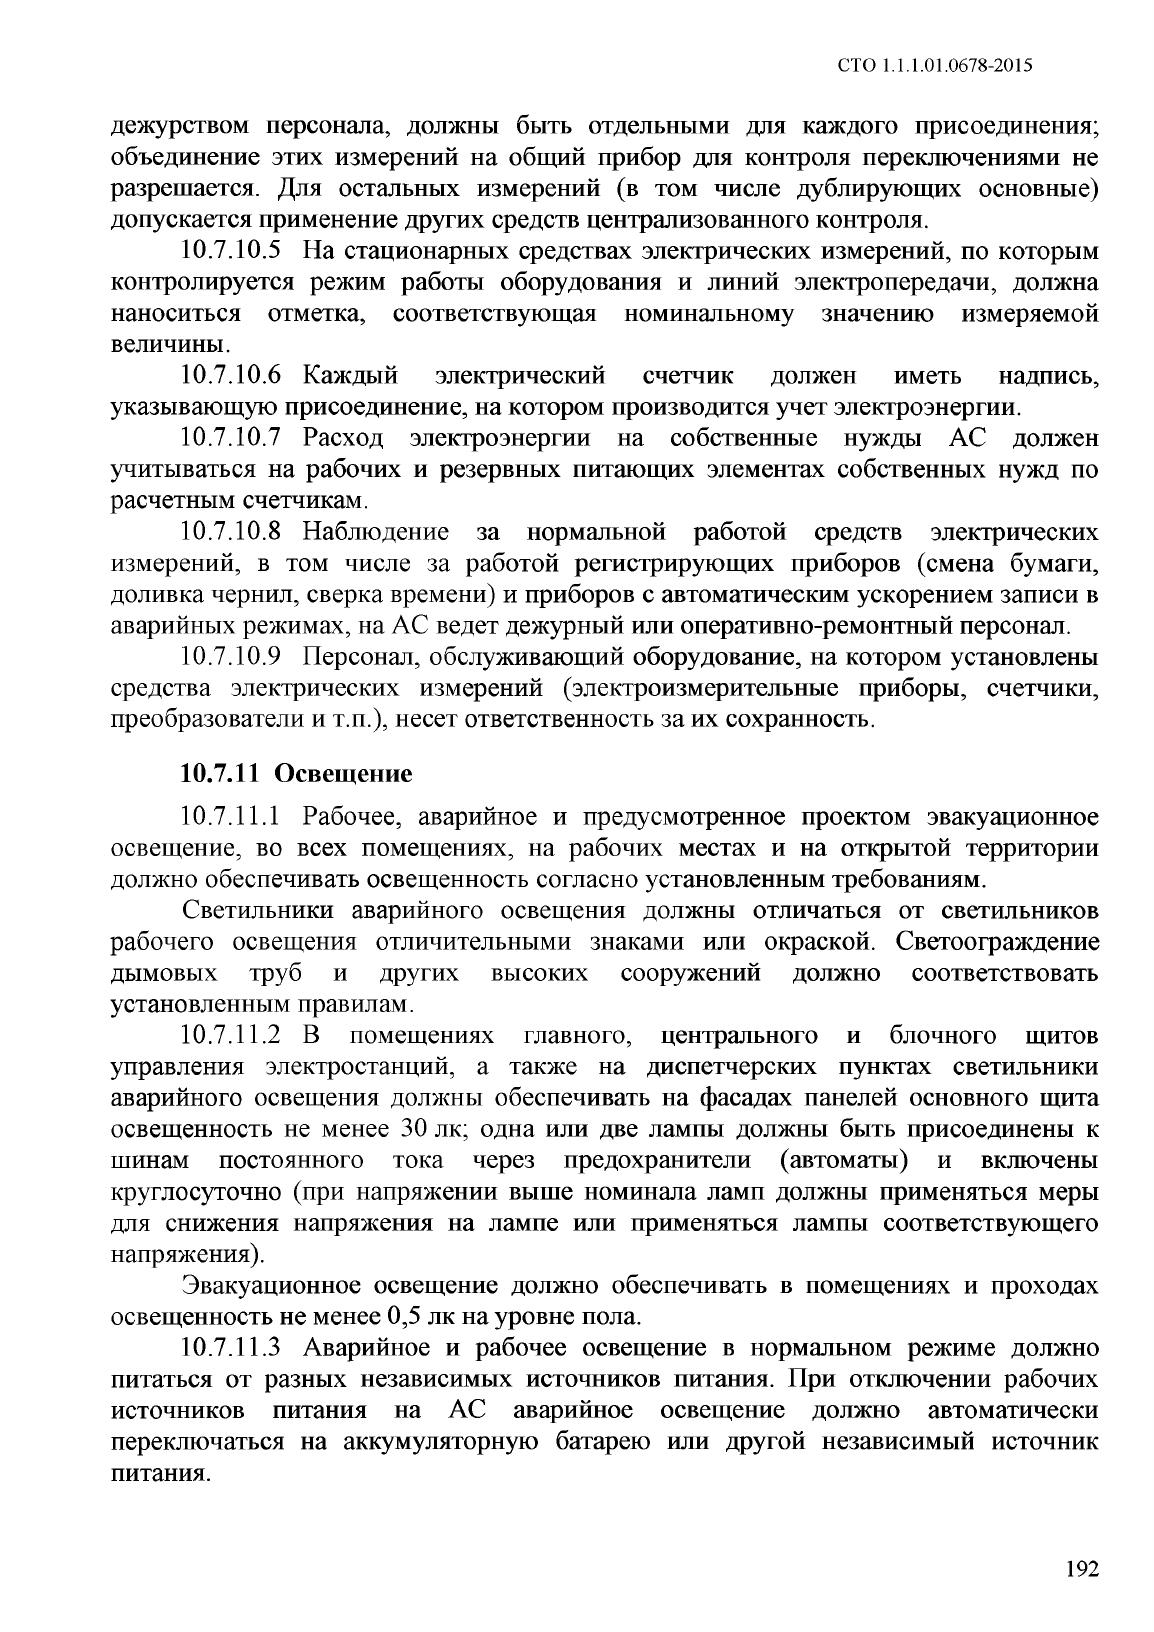 СТО 1.1.1.01.0678-2015
дежурством персонала, должны быть отдельными для каждого присоединения;
объединение этих измерений на общий прибор для контроля переключениями не
разрешается. Для остальных измерений (в том числе дублирующих основные)
допускается применение других средств централизованного контроля.
10.7.10.5 На стационарных средствах электрических измерений, по которым
контролируется режим работы оборудования и линий электропередачи, должна
наноситься отметка, соответствующая номинальному значению измеряемой
величины.
10.7.10.6 Каждый электрический счетчик должен иметь надпись,
указывающую присоединение, на котором производится учет электроэнергии.
10.7.10.7 Расход электроэнергии на собственные нужды АС должен
учитываться на рабочих и резервных питающих элементах собственных нужд по
расчетным счетчикам.
10.7.10.8 Наблюдение за нормальной работой средств электрических
измерений, в том числе за работой регистрирующих приборов (смена бумаги,
доливка чернил, сверка времени) и приборов с автоматическим ускорением записи в
аварийных режимах, на АС ведет дежурный или оперативно-ремонтный персонал.
10.7.10.9 Персонал, обслуживающий оборудование, на котором установлены
средства электрических измерений (электроизмерительные приборы, счетчики,
преобразователи и т.п.), несет ответственность за их сохранность.
10.7.11 Освещение
10.7.11.1 Рабочее, аварийное и предусмотренное проектом эвакуационное
освещение, во всех помещениях, на рабочих местах и на открытой территории
должно обеспечивать освещенность согласно установленным требованиям.
Светильники аварийного освещения должны отличаться от светильников
рабочего освещения отличительными знаками или окраской. Светоограждение
дымовых труб и других высоких сооружений должно соответствовать
установленным правилам.
10.7.11.2 В помещениях главного, центрального и блочного щитов
управления электростанций, а также на диспетчерских пунктах светильники
аварийного освещения должны обеспечивать на фасадах панелей основного щита
освещенность не менее 30 лк; одна или две лампы должны быть присоединены к
шинам постоянного тока через предохранители (автоматы) и включены
круглосуточно (при напряжении выше номинала ламп должны применяться меры
для снижения напряжения на лампе или применяться лампы соответствующего
напряжения).
Эвакуационное освещение должно обеспечивать в помещениях и проходах
освещенность не менее 0,5 лк на уровне пола.
10.7.11.3 Аварийное и рабочее освещение в нормальном режиме должно
питаться от разных независимых источников питания. При отключении рабочих
источников питания на АС аварийное освещение должно автоматически
переключаться на аккумуляторную батарею или другой независимый источник
питания.
192